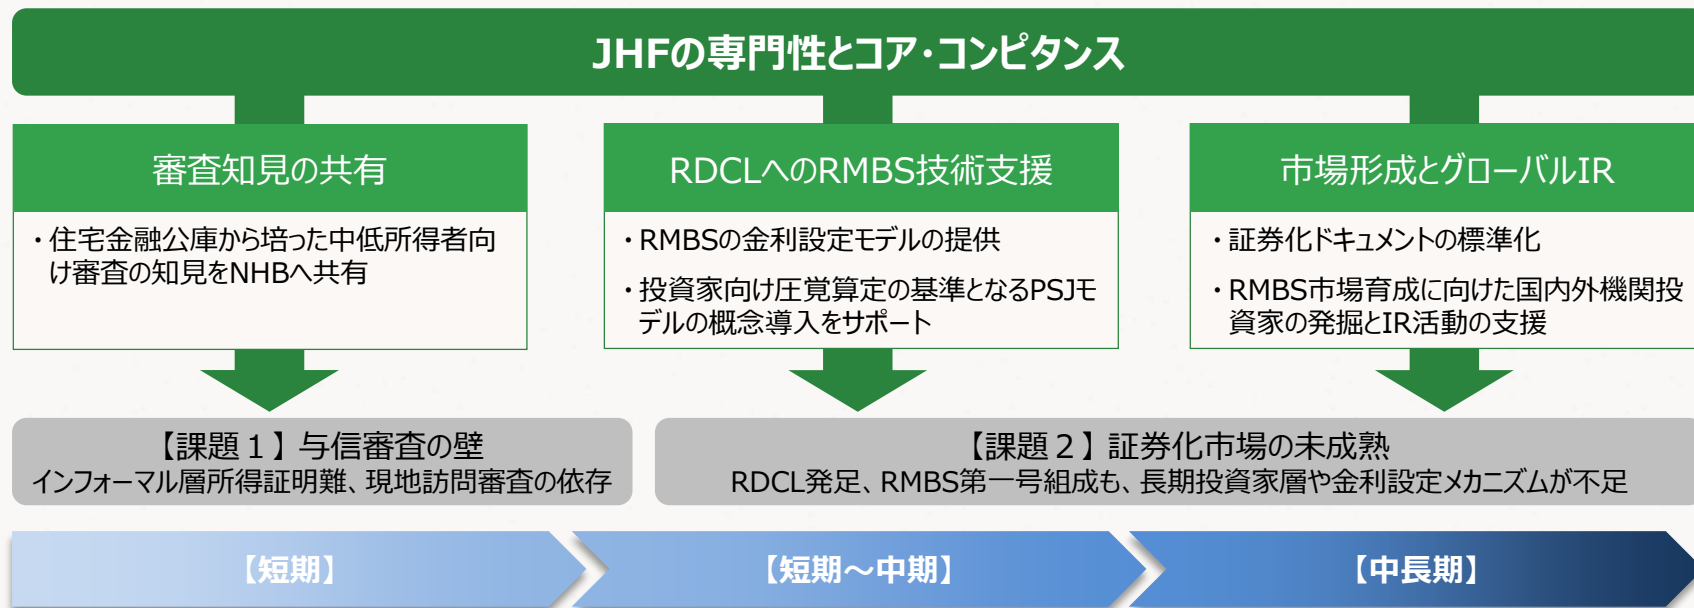 JHFの専門性とコア・コンピタンス
審査知見の共有
・住宅金融公庫から培った中低所得者向
け審査の知見をNHBへ共有
RDCLへのRMBS技術支援
・RMBSの金利設定モデルの提供
・投資家向け圧覚算定の基準となるPSJモ
デルの概念導入をサポート
市場形成とグローバルIR
・証券化ドキュメントの標準化
・RMBS市場育成に向けた国内外機関投
資家の発掘とIR活動の支援
【課題１】与信審査の壁
インフォーマル層所得証明難、現地訪問審査の依存
【課題２】証券化市場の未成熟
RDCL発足、RMBS第一号組成も、長期投資家層や金利設定メカニズムが不足
【短期】
【短期～中期】
【中長期】